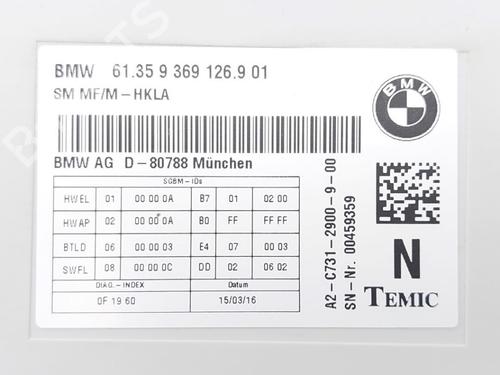 BMW 61.35 9 369 126.9 01
SM MF/M-HKLA
BMW AG D-80788 München
BMW
SGBM-IDs
HWEL 01 00 00 0A B7 01 02 00
HWAP 02 00 00 0A B0 FF FF FF
BTLD 06 00 00 03 E4 07 00 03
SWFL 08 00 00 0C DD 02 06 02
DIAG.-INDEX Datum
0F 19 60 15/03/16
A2-C731-2900-9-00
SN-Nr. 00459359
N
TEMIC